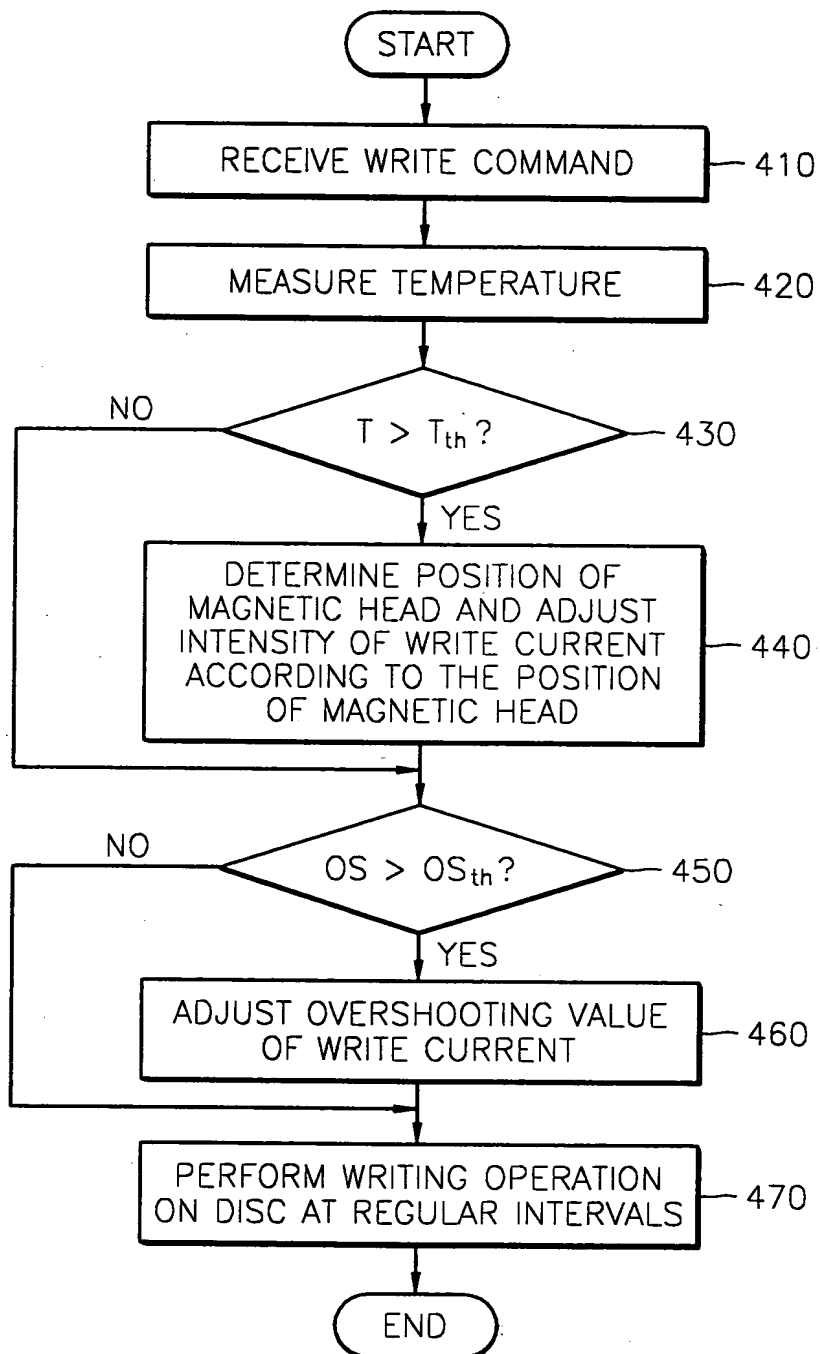 START
RECEIVE WRITE COMMAND
410
MEASURE TEMPERATURE
420
NO
T > Tth?
430
YES
DETERMINE POSITION OF
MAGNETIC HEAD AND ADJUST
INTENSITY OF WRITE CURRENT
ACCORDING TO THE POSITION
OF MAGNETIC HEAD
440
NO
OS > OSth?
450
YES
ADJUST OVERSHOOTING VALUE
OF WRITE CURRENT
460
PERFORM WRITING OPERATION
ON DISC AT REGULAR INTERVALS
470
END